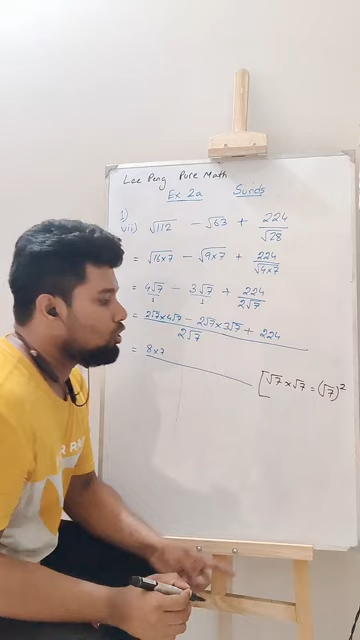 Lee Peng Pure Math
Ex 2a Surds
1)
vii) √112 - √63 + 224/√28
= √16×7 - √9×7 + 224/√4×7
= 4√7/1 - 3√7/1 + 224/2√7
= 2√7×4√7 - 2√7×3√7 + 224/2√7
= 8×7
[√7×√7 = (√7)²